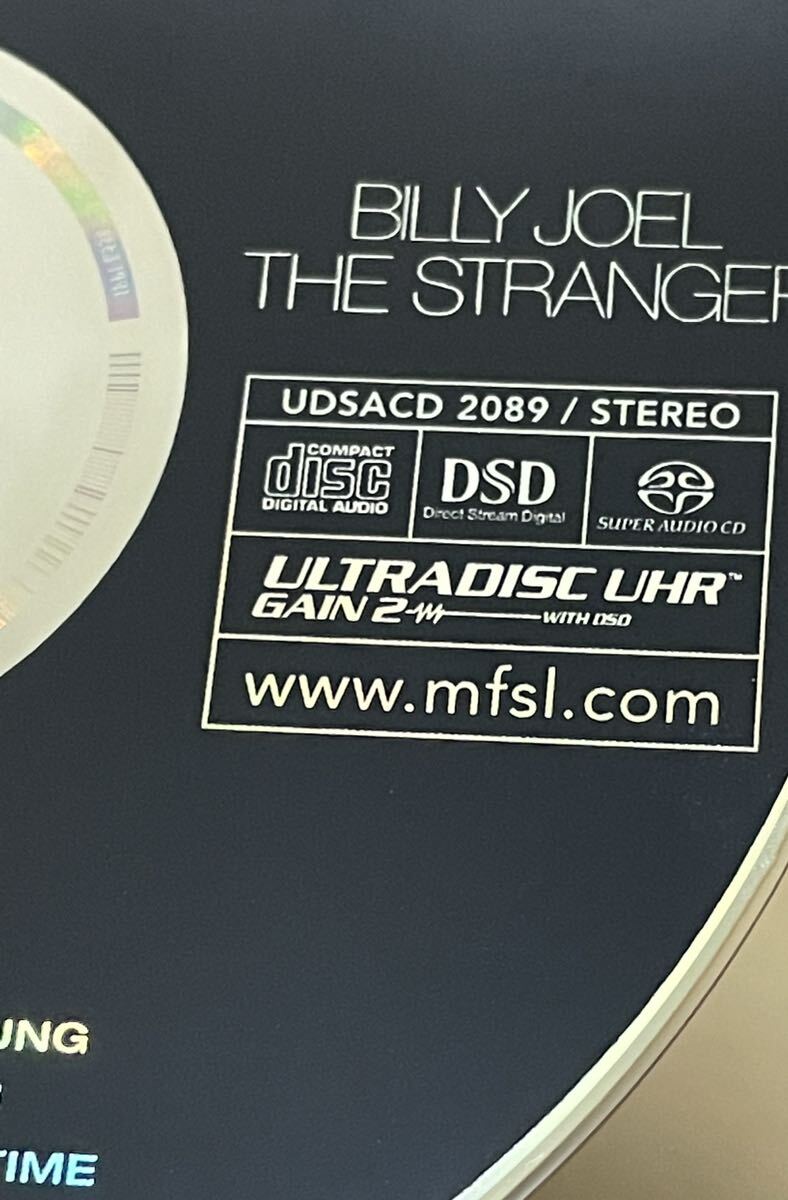 BILLY JOEL
THE STRANGER
UDSACD 2089 / STEREO
COMPACT
disc
DIGITAL AUDIO
DSD
Direct Stream Digital
SUPER AUDIO CD
ULTRADISC UHR™
GAIN 2 WITH DSD
www.mfsl.com
UNG
TIME